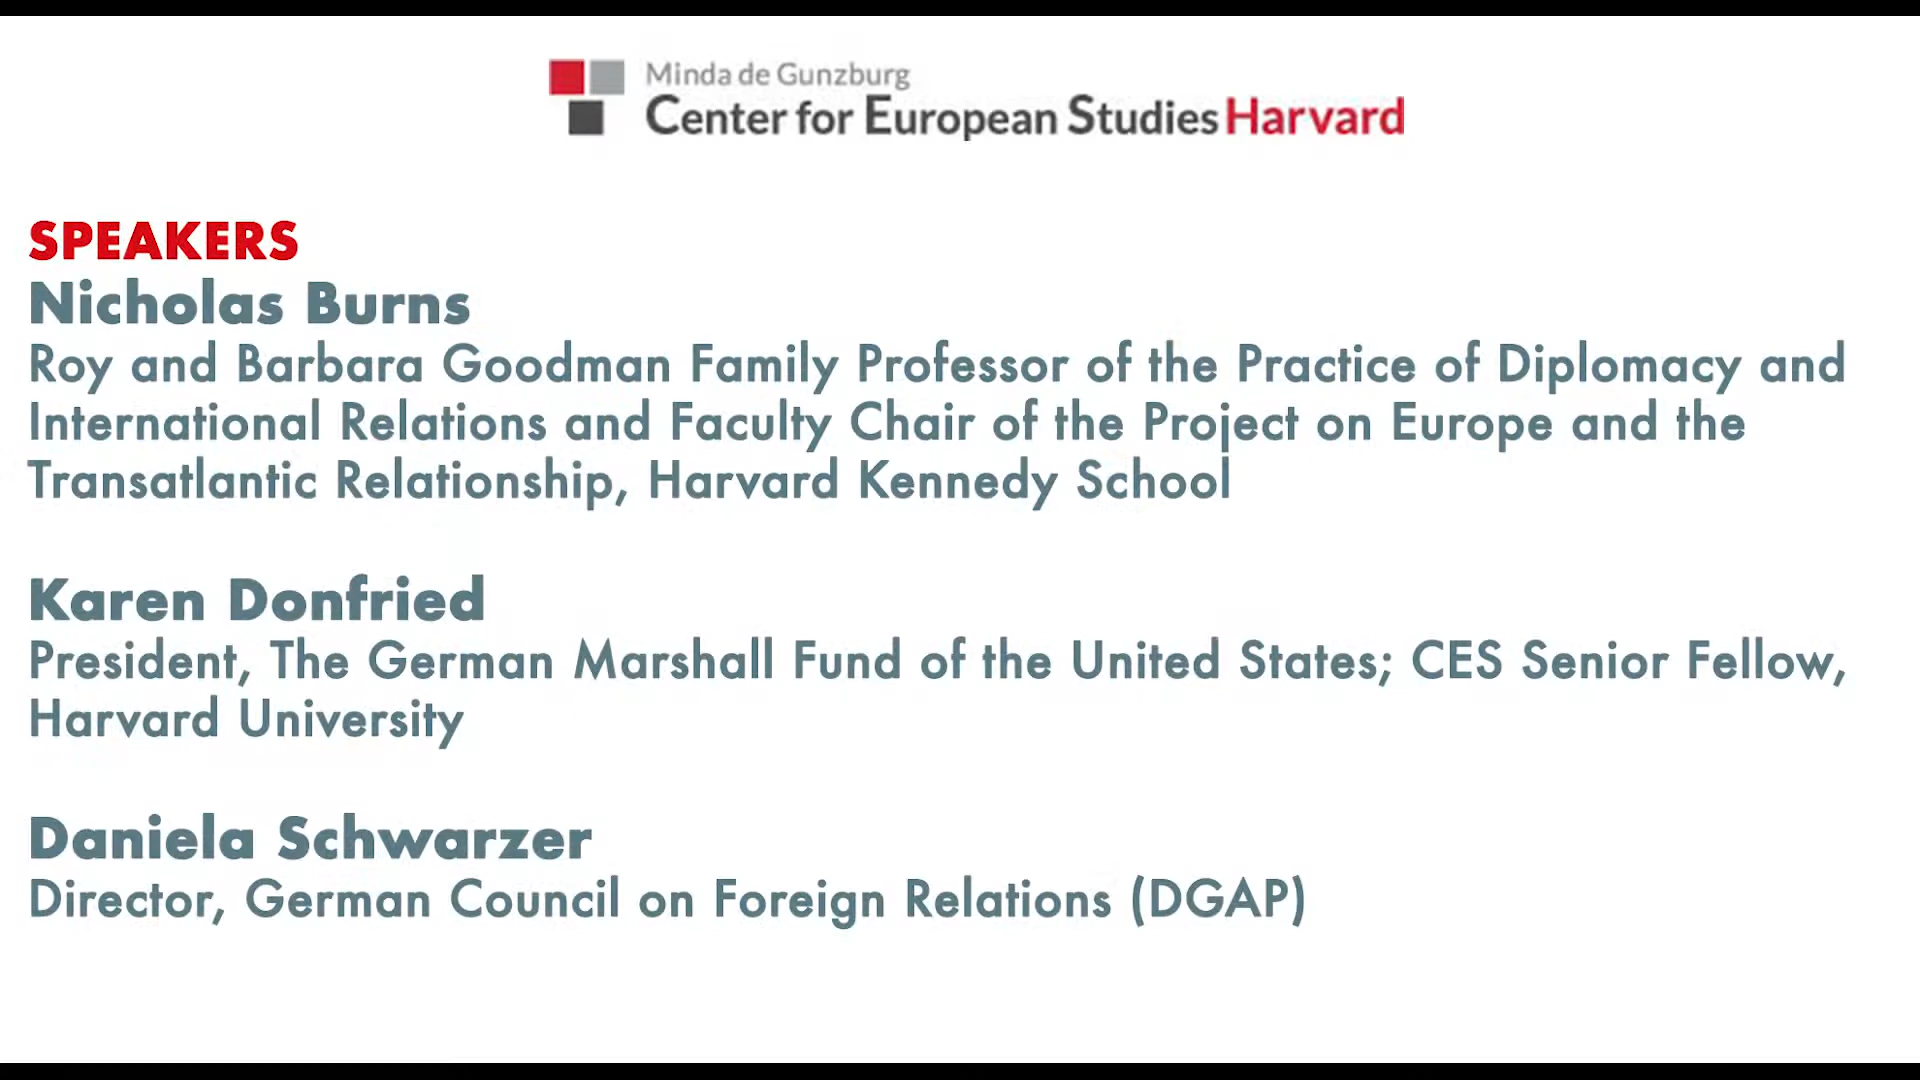 Minda de Gunzburg
Center for European Studies Harvard
SPEAKERS
Nicholas Burns
Roy and Barbara Goodman Family Professor of the Practice of Diplomacy and
International Relations and Faculty Chair of the Project on Europe and the
Transatlantic Relationship, Harvard Kennedy School
Karen Donfried
President, The German Marshall Fund of the United States; CES Senior Fellow,
Harvard University
Daniela Schwarzer
Director, German Council on Foreign Relations (DGAP)